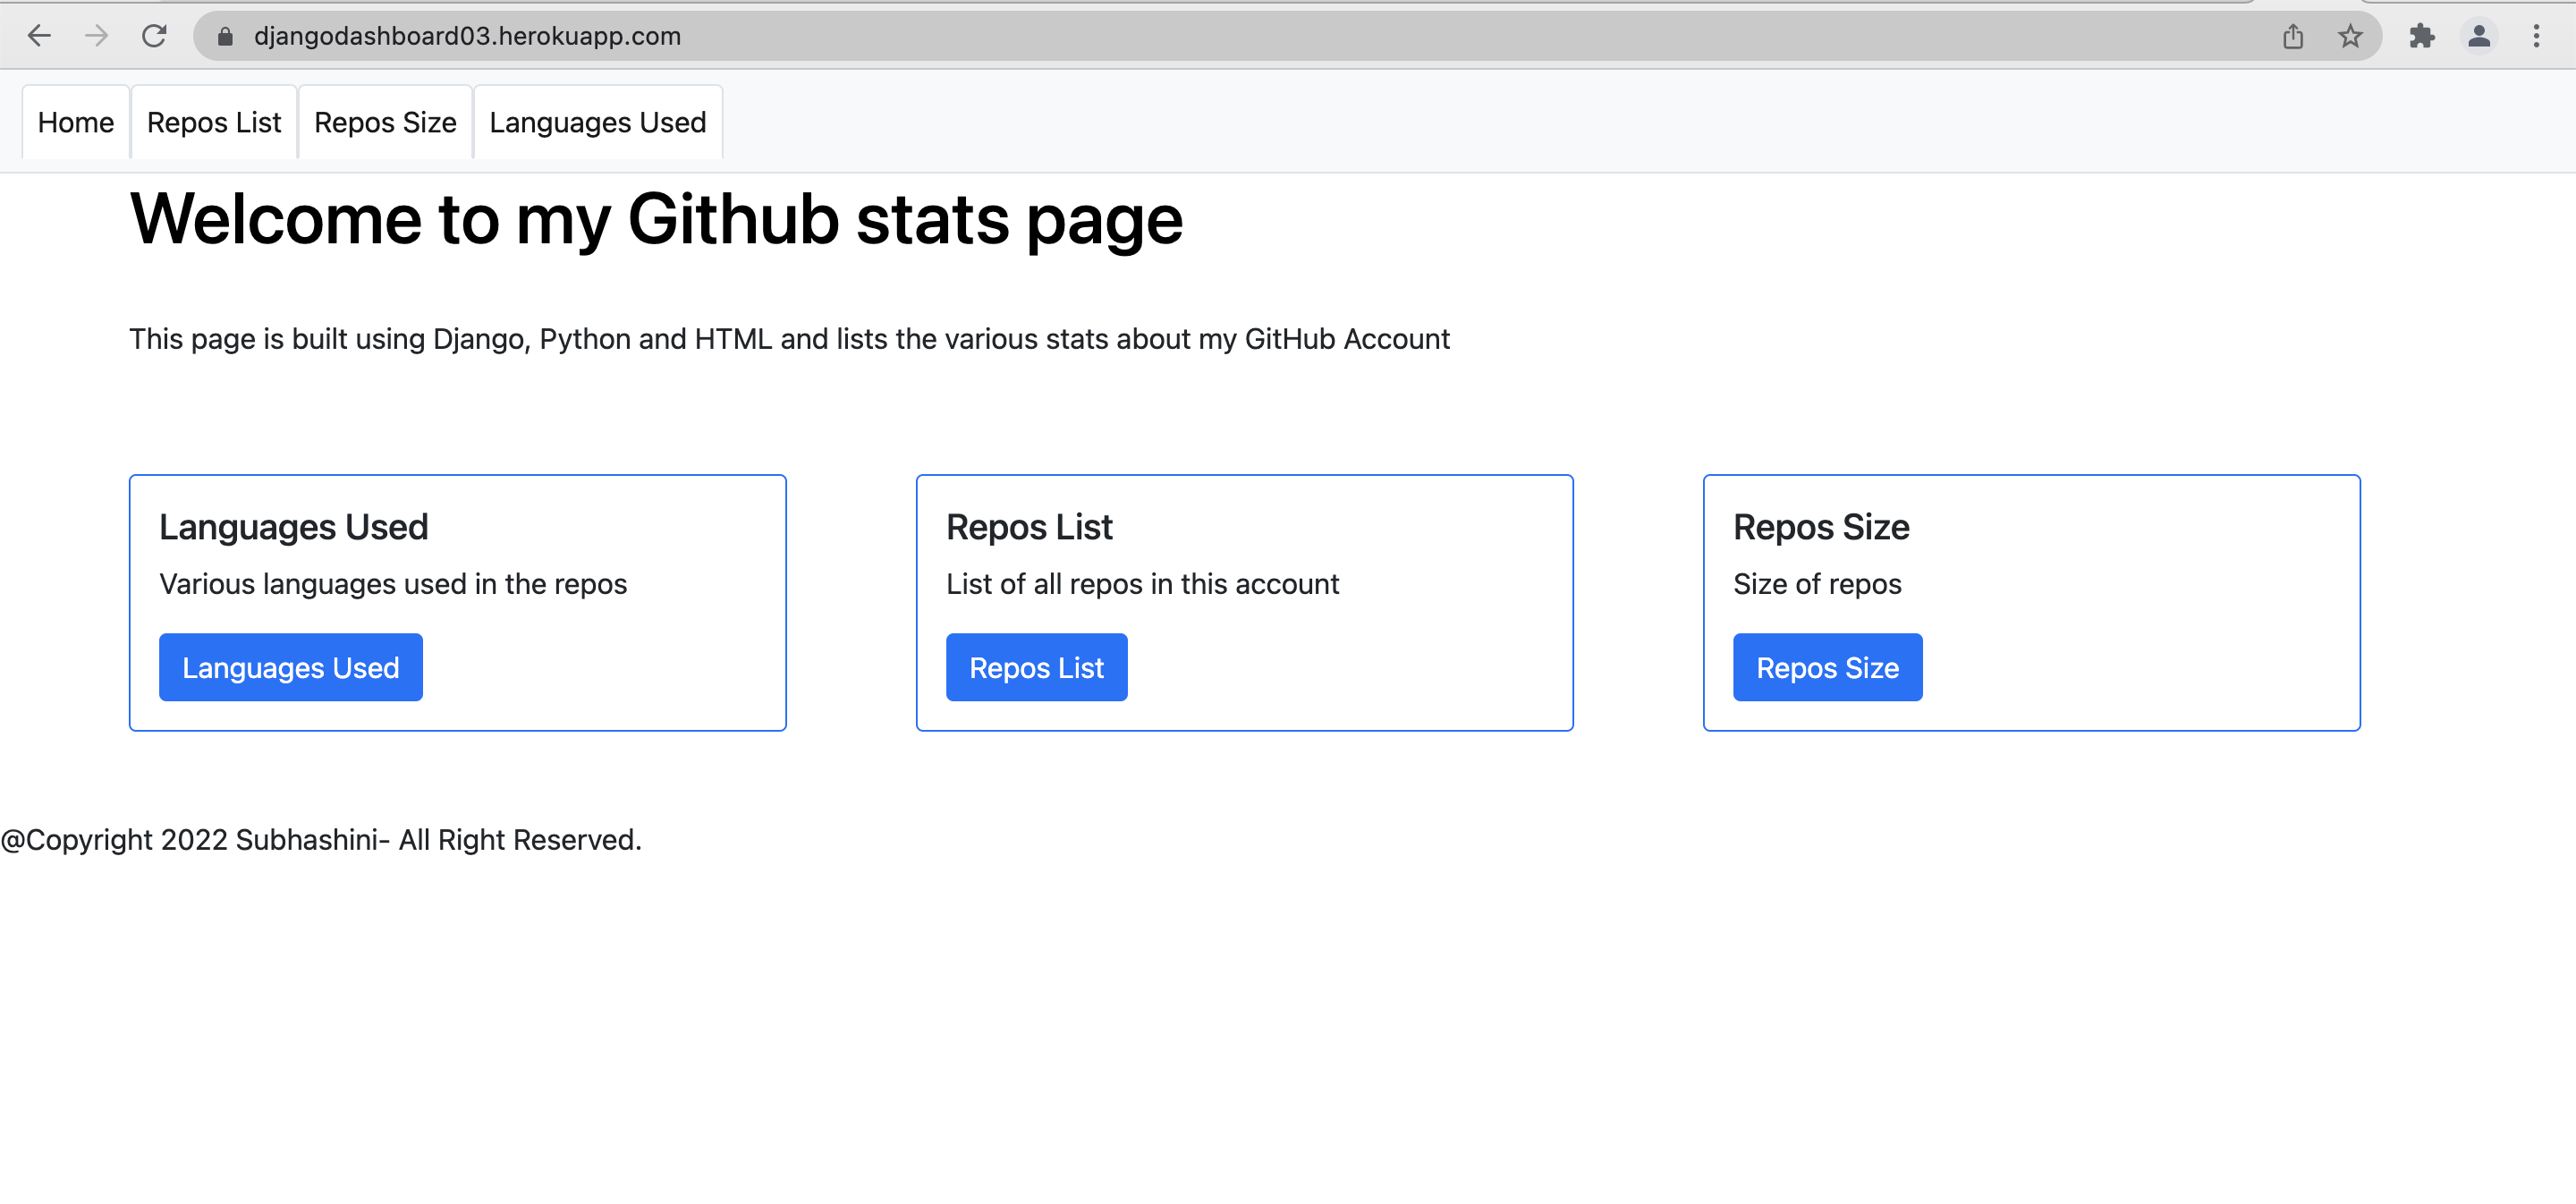 djangodashboard03.herokuapp.com
Home Repos List Repos Size Languages Used
Welcome to my Github stats page
This page is built using Django, Python and HTML and lists the various stats about my GitHub Account
Languages Used
Various languages used in the repos
Languages Used
Repos List
List of all repos in this account
Repos List
Repos Size
Size of repos
Repos Size
@Copyright 2022 Subhashini- All Right Reserved.